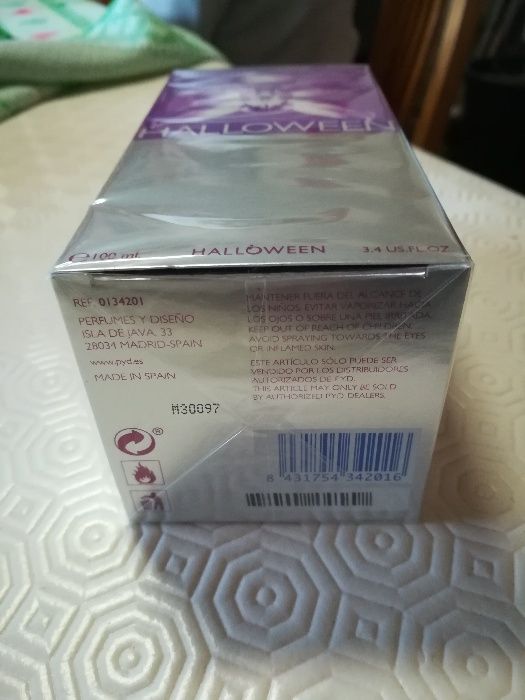 HALLOWEEN
℮100 ml HALLOWEEN 3.4 US.FL.OZ
REF. 0134201
PERFUMES Y DISEÑO
ISLA DE JAVA, 33
28034 MADRID-SPAIN
www.pyd.es
MADE IN SPAIN
MANTENER FUERA DEL ALCANCE DE
LOS NIÑOS. EVITAR VAPORIZAR HACIA
LOS OJOS O SOBRE UNA PIEL IRRITADA.
KEEP OUT OF REACH OF CHILDREN.
AVOID SPRAYING TOWARDS THE EYES
OR INFLAMED SKIN.
ESTE ARTÍCULO SÓLO PUEDE SER
VENDIDO POR LOS DISTRIBUIDORES
AUTORIZADOS DE PYD.
THIS ARTICLE MAY ONLY BE SOLD
BY AUTHORIZED PYD DEALERS.
M30097
®
8 431754 342016